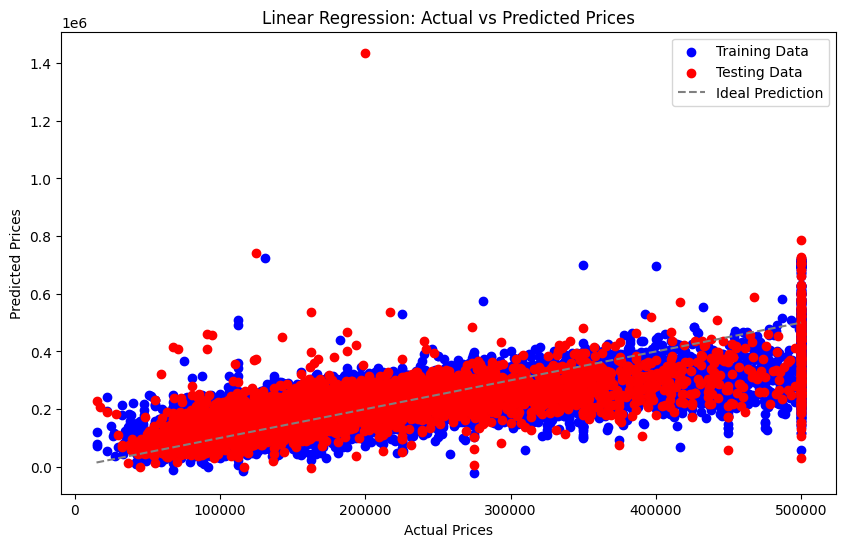 Linear Regression: Actual vs Predicted Prices
1e6
Training Data
Testing Data
Ideal Prediction
1.4
1.2
1.0
0.8
0.6
0.4
0.2
0.0
Predicted Prices
0
100000
200000
300000
400000
500000
Actual Prices